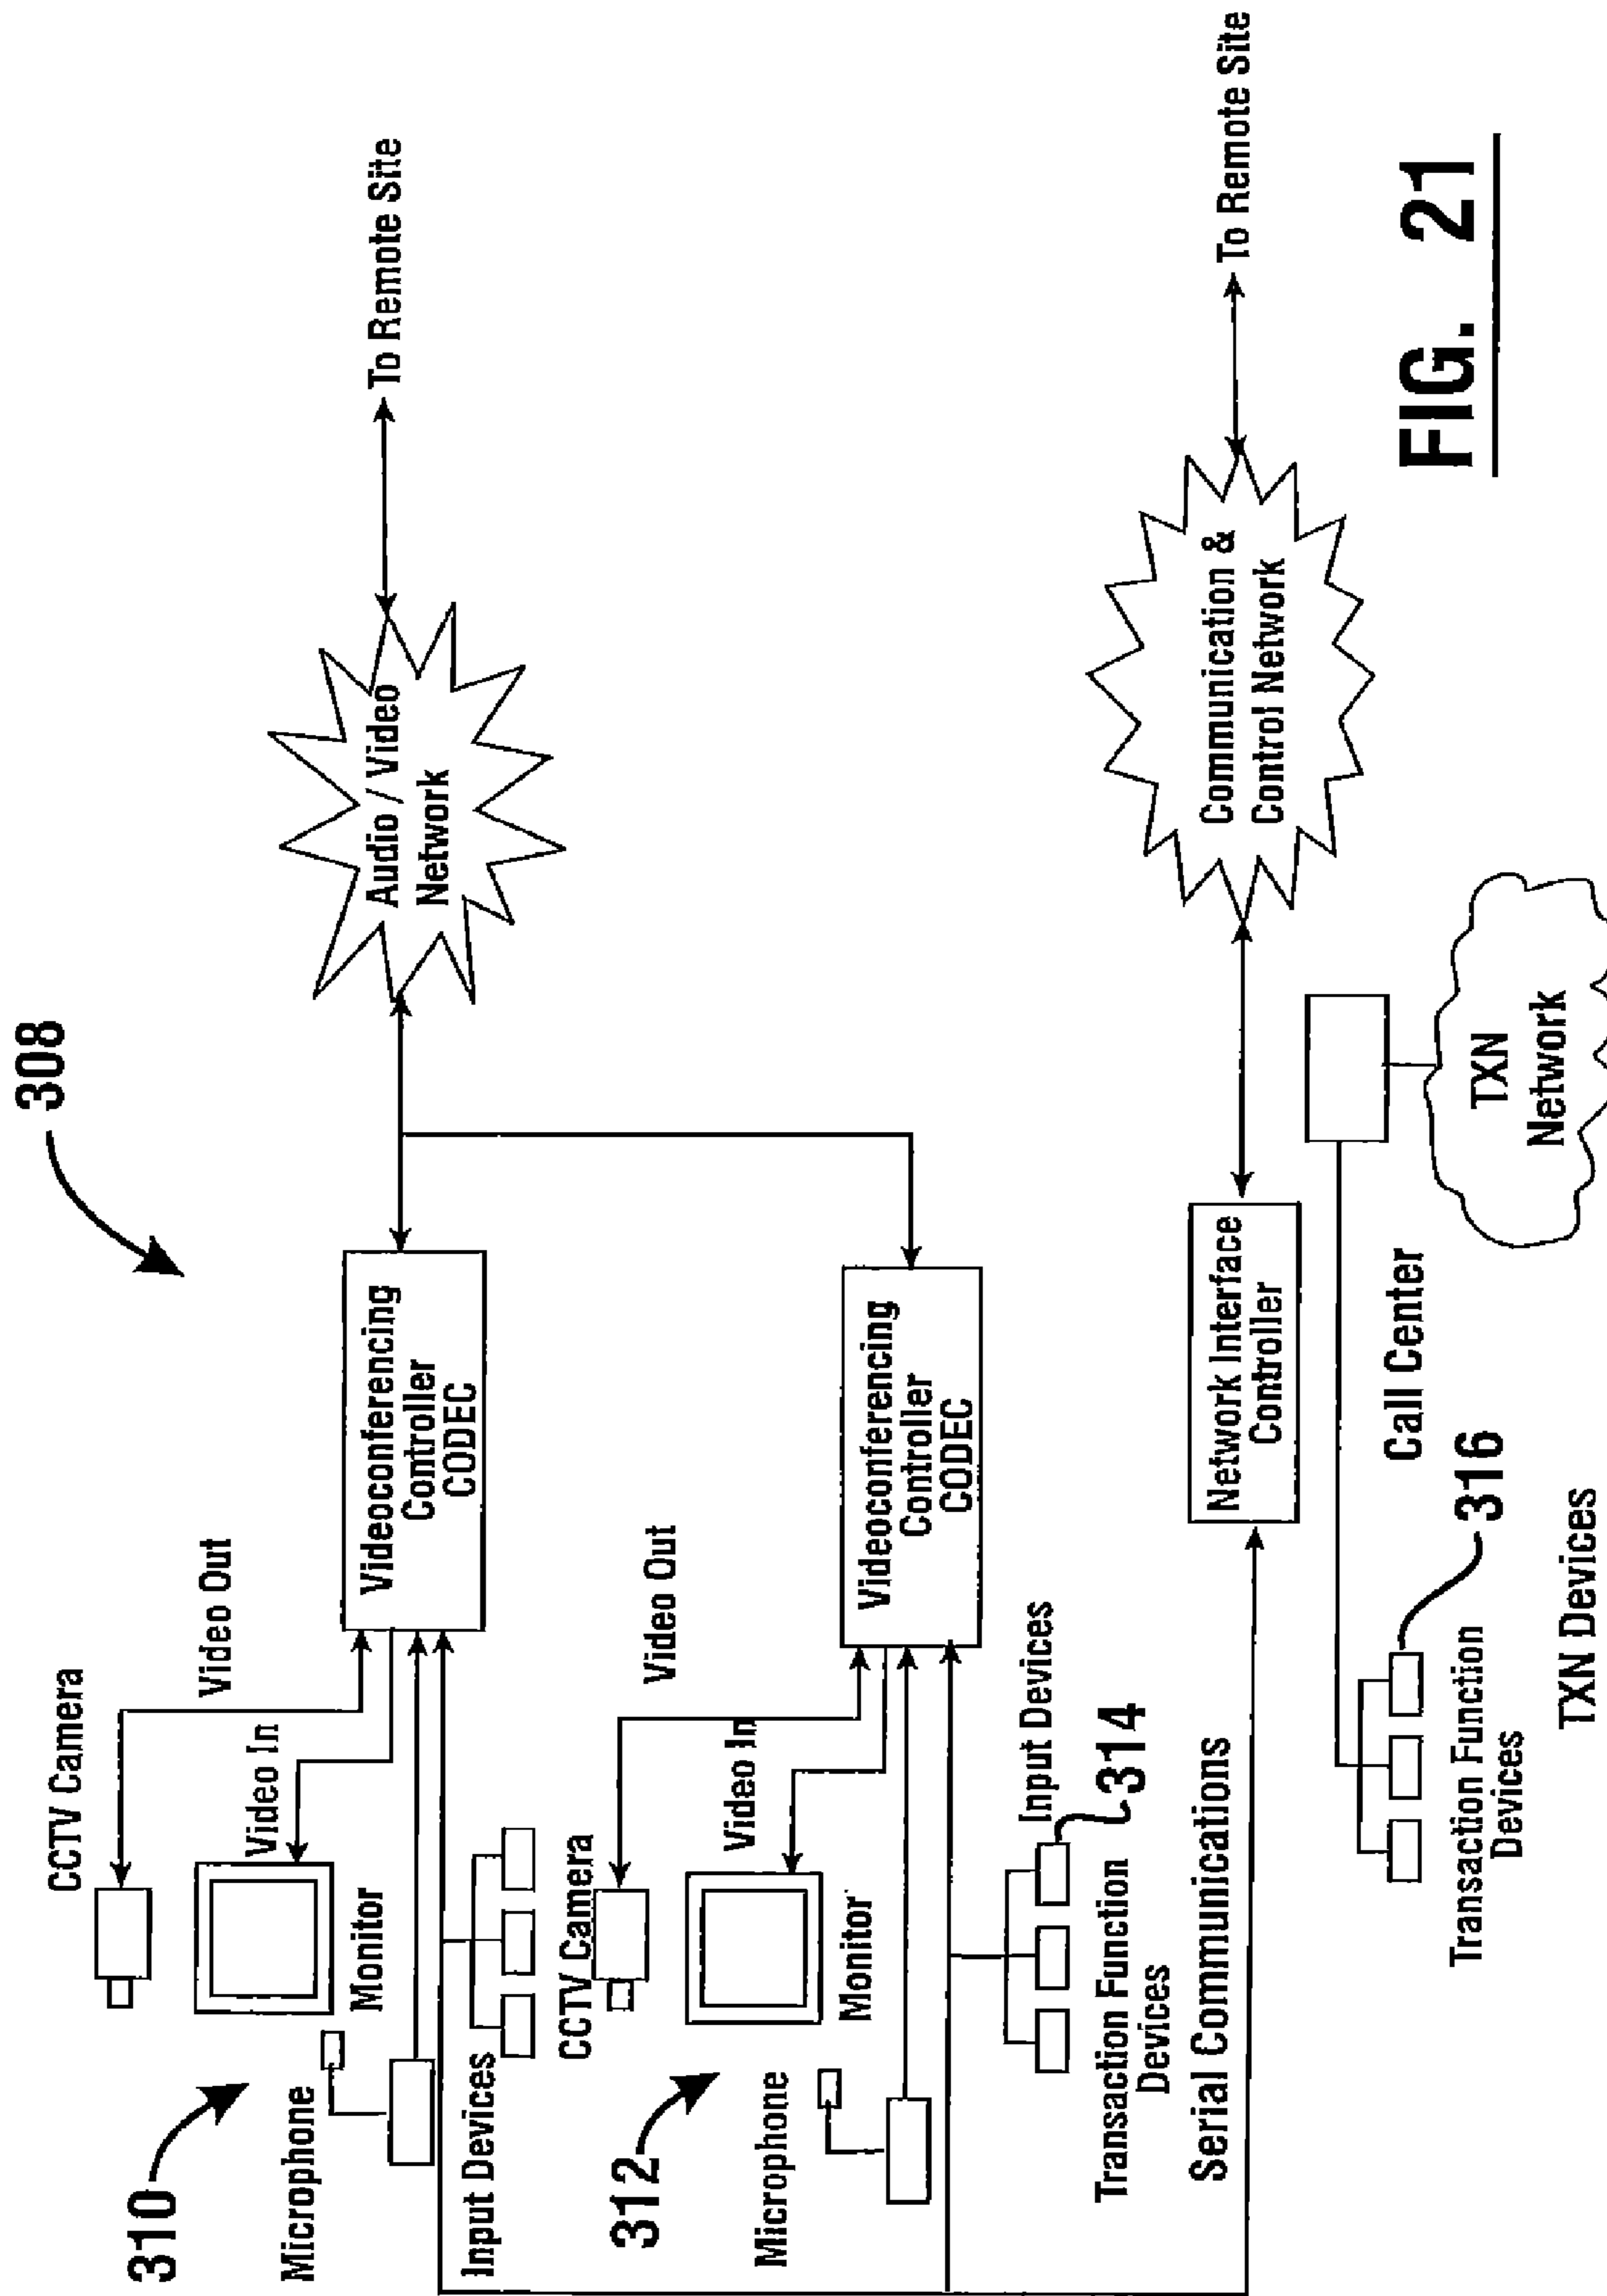 308
310
CCTV Camera
Video Out
Video In
Monitor
Microphone
Input Devices
Videoconferencing
Controller
CODEC
Audio / Video
Network
To Remote Site
312
CCTV Camera
Video Out
Video In
Monitor
Microphone
Input Devices
314
Transaction Function
Devices
Videoconferencing
Controller
CODEC
Serial Communications
Network Interface
Controller
Communication &
Control Network
To Remote Site
Call Center
316
Transaction Function
Devices
TXN Devices
TXN
Network
FIG. 21